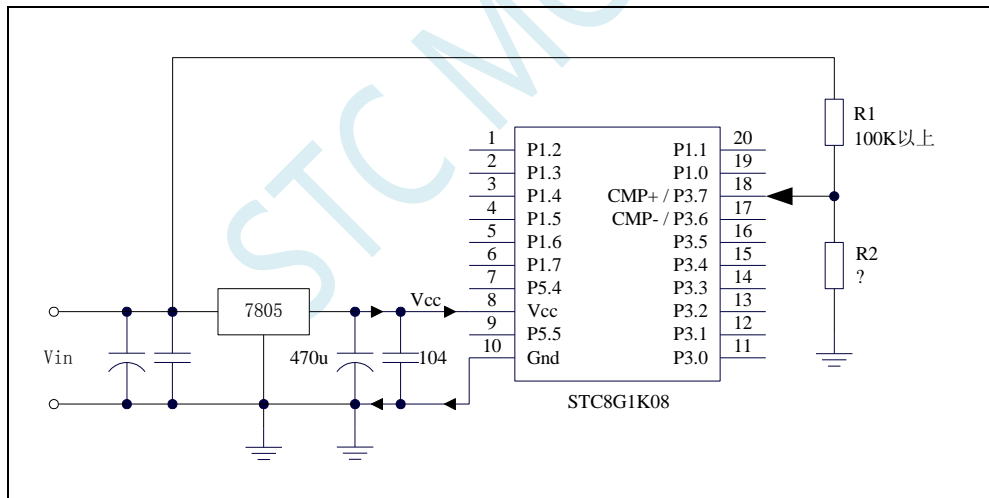 STC MC
R1
100K以上
R2
?
1
2
3
4
5
6
7
8
9
10
P1.2
P1.3
P1.4
P1.5
P1.6
P1.7
P5.4
Vcc
P5.5
Gnd
P1.1
P1.0
CMP+ / P3.7
CMP- / P3.6
P3.5
P3.4
P3.3
P3.2
P3.1
P3.0
20
19
18
17
16
15
14
13
12
11
STC8G1K08
Vin
7805
470u
104
Vcc